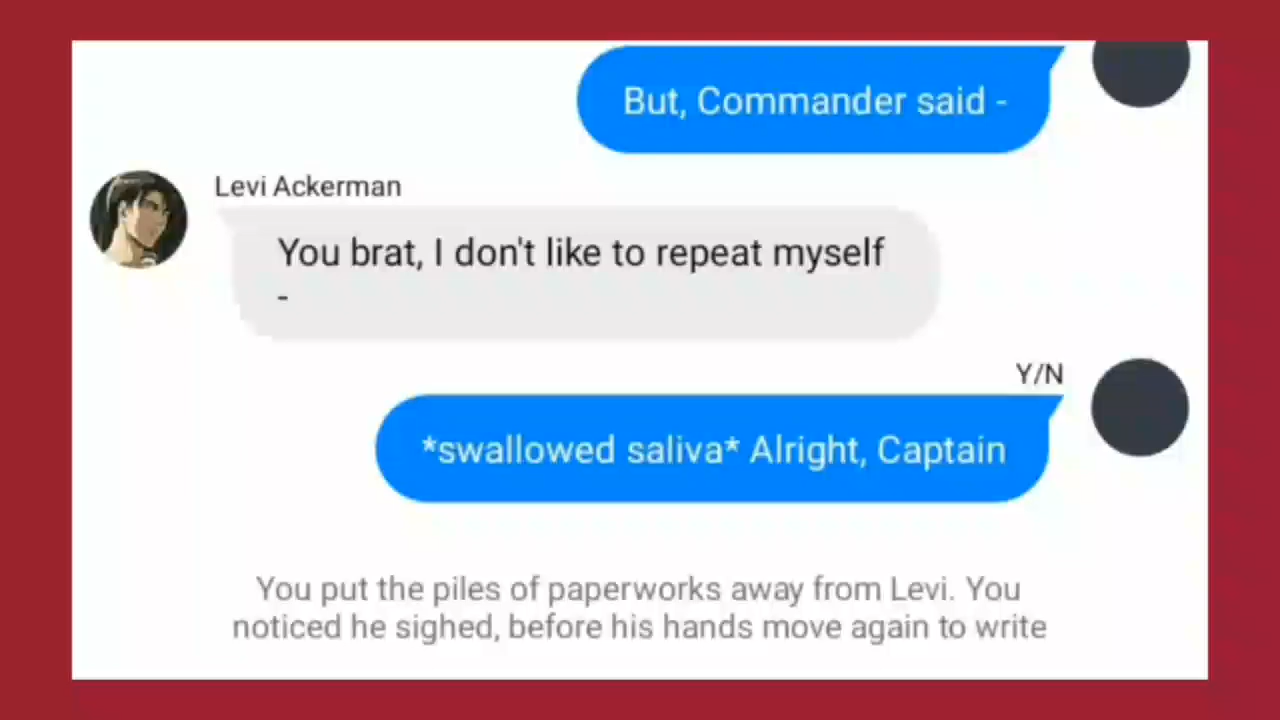 But, Commander said -
Levi Ackerman
You brat, I don't like to repeat myself
-
Y/N
*swallowed saliva* Alright, Captain
You put the piles of paperworks away from Levi. You
noticed he sighed, before his hands move again to write